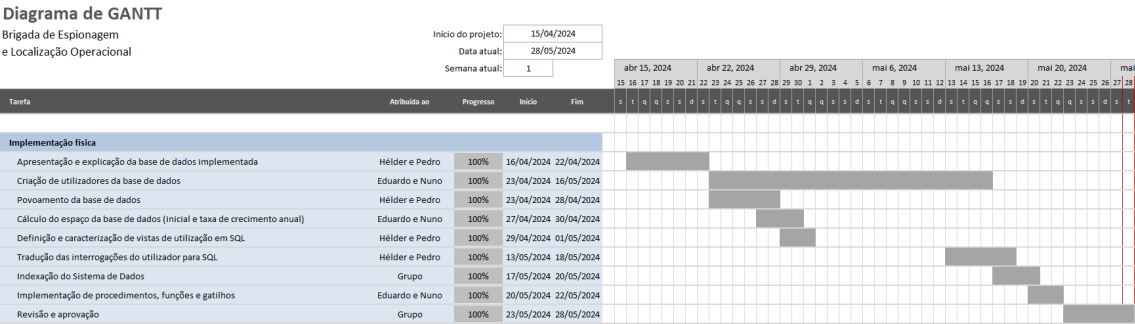 Diagrama de GANTT
Brigada de Espionagem
e Localização Operacional
Início do projeto: 15/04/2024
Data atual: 28/05/2024
Semana atual: 1
abr 15, 2024 abr 22, 2024 abr 29, 2024 mai 6, 2024 mai 13, 2024 mai 20, 2024 mai
15 16 17 18 19 20 21 22 23 24 25 26 27 28 29 30 1 2 3 4 5 6 7 8 9 10 11 12 13 14 15 16 17 18 19 20 21 22 23 24 25 26 27 28
Tarefa Atribuída ao Progresso Início Fim s t q q s s d s t q q s s d s t q q s s d s t q q s s d s t q q s s d s t q q s s d s t
Implementação física
Apresentação e explicação da base de dados implementada Hélder e Pedro 100% 16/04/2024 22/04/2024
Criação de utilizadores da base de dados Eduardo e Nuno 100% 23/04/2024 16/05/2024
Povoamento da base de dados Hélder e Pedro 100% 23/04/2024 28/04/2024
Cálculo do espaço da base de dados (inicial e taxa de crecimento anual) Eduardo e Nuno 100% 27/04/2024 30/04/2024
Definição e caracterização de vistas de utilização em SQL Hélder e Pedro 100% 29/04/2024 01/05/2024
Tradução das interrogações do utilizador para SQL Hélder e Pedro 100% 13/05/2024 18/05/2024
Indexação do Sistema de Dados Grupo 100% 17/05/2024 20/05/2024
Implementação de procedimentos, funções e gatilhos Eduardo e Nuno 100% 20/05/2024 22/05/2024
Revisão e aprovação Grupo 100% 23/05/2024 28/05/2024